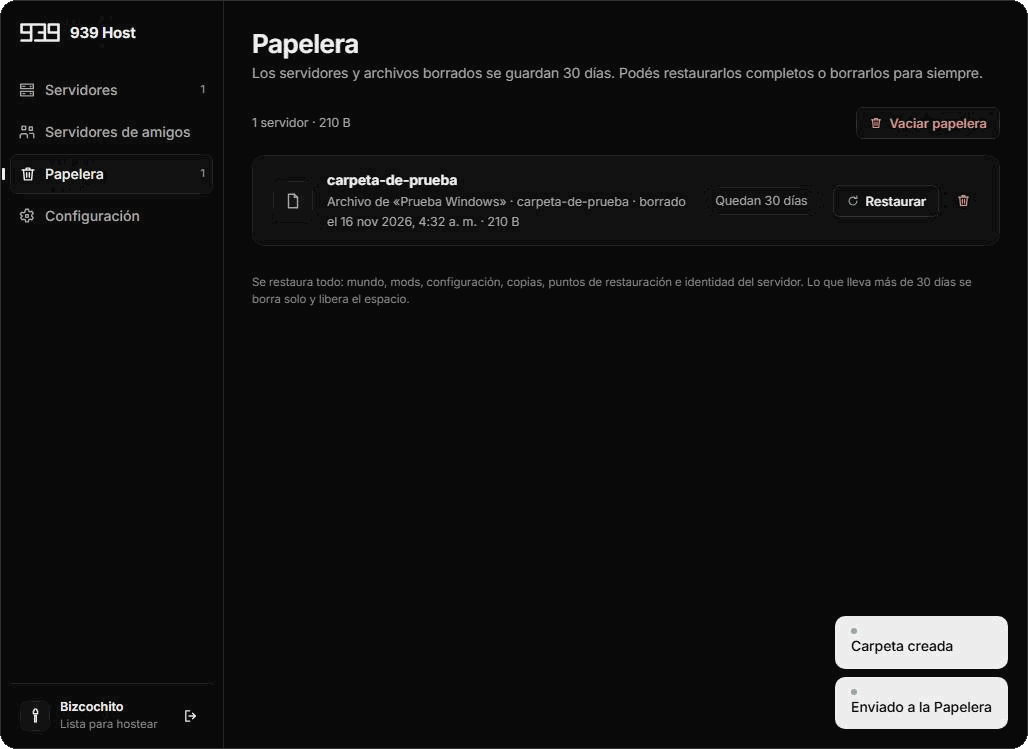 939 939 Host
Servidores 1
Servidores de amigos
Papelera 1
Configuración
Bizcochito
Lista para hostear
Papelera
Los servidores y archivos borrados se guardan 30 días. Podés restaurarlos completos o borrarlos para siempre.
1 servidor · 210 B
Vaciar papelera
carpeta-de-prueba
Archivo de «Prueba Windows» · carpeta-de-prueba · borrado
el 16 nov 2026, 4:32 a. m. · 210 B
Quedan 30 días
Restaurar
Se restaura todo: mundo, mods, configuración, copias, puntos de restauración e identidad del servidor. Lo que lleva más de 30 días se
borra solo y libera el espacio.
Carpeta creada
Enviado a la Papelera